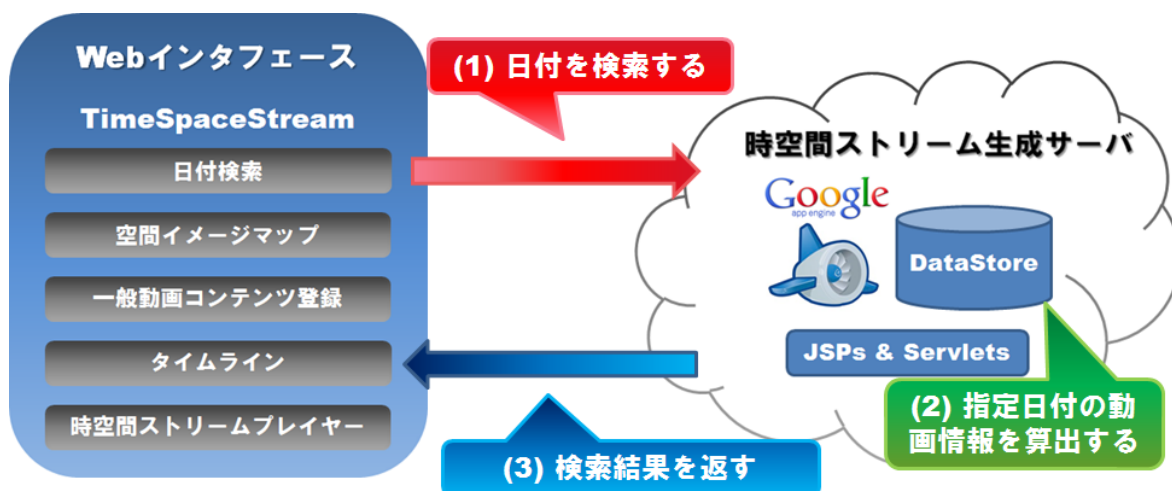 Webインタフェース
TimeSpaceStream
日付検索
空間イメージマップ
一般動画コンテンツ登録
タイムライン
時空間ストリームプレイヤー
(1) 日付を検索する
時空間ストリーム生成サーバ
Google
app engine
DataStore
JSPs & Servlets
(2) 指定日付の動
画情報を算出する
(3) 検索結果を返す